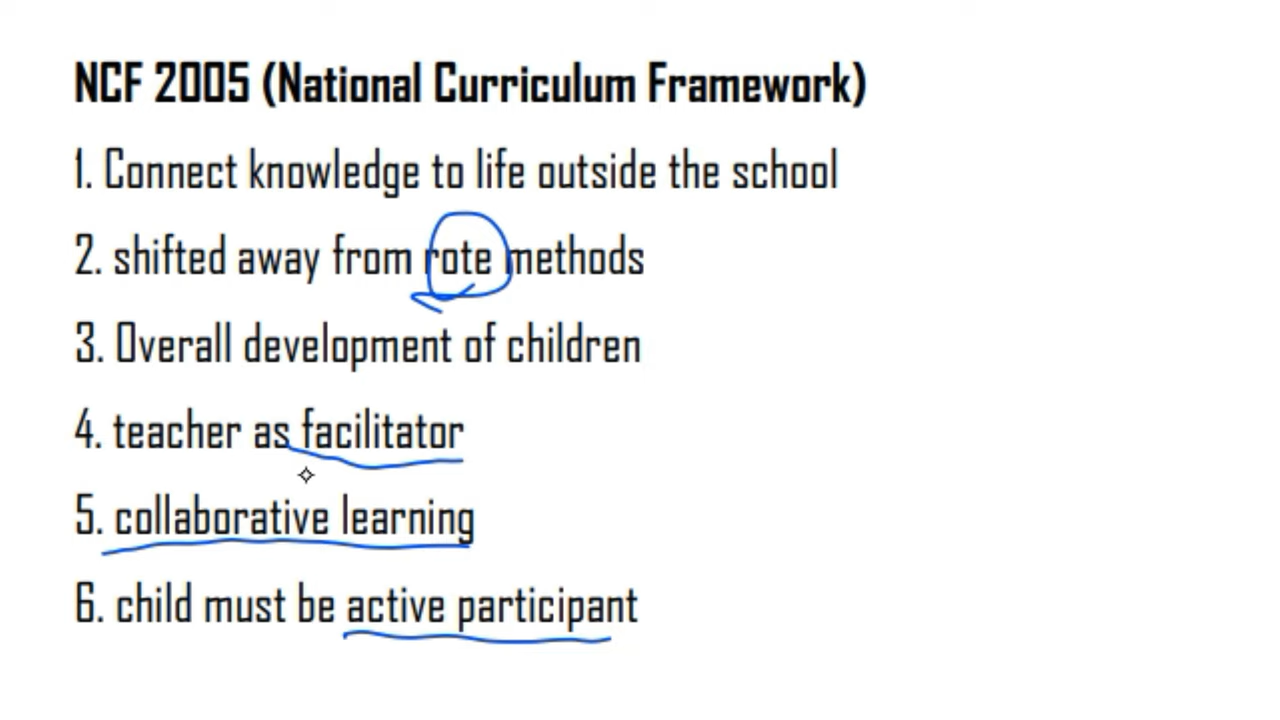 NCF 2005 (National Curriculum Framework)
1. Connect knowledge to life outside the school
2. shifted away from rote methods
3. Overall development of children
4. teacher as facilitator
5. collaborative learning
6. child must be active participant